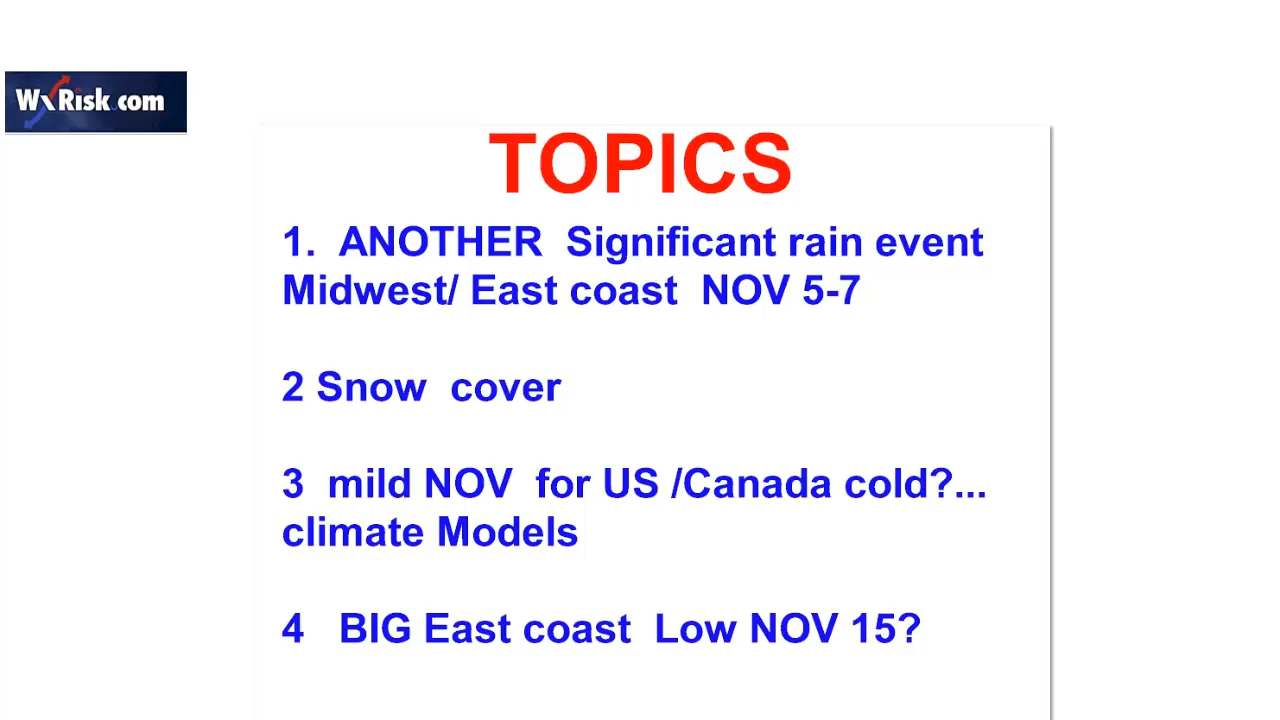 WxRisk.com
TOPICS
1. ANOTHER Significant rain event
Midwest/ East coast NOV 5-7
2 Snow cover
3 mild NOV for US /Canada cold?...
climate Models
4 BIG East coast Low NOV 15?